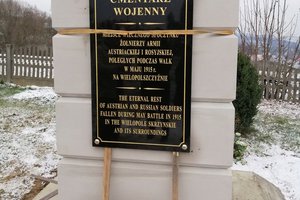 CMENTARZ
WOJENNY
MIEJSCE WIECZNEGO SPOCZYNKU
ŻOŁNIERZY ARMII
AUSTRIACKIEJ I ROSYJSKIEJ,
POLEGŁYCH PODCZAS WALK
W MAJU 1915 r.
NA WIELOPOLSZCZYŹNIE
THE ETERNAL REST
OF AUSTRIAN AND RUSSIAN SOLDIERS
FALLEN DURING MAY BATTLE IN 1915
IN THE WIELOPOLE SKRZYŃSKIE
AND ITS SURROUNDINGS